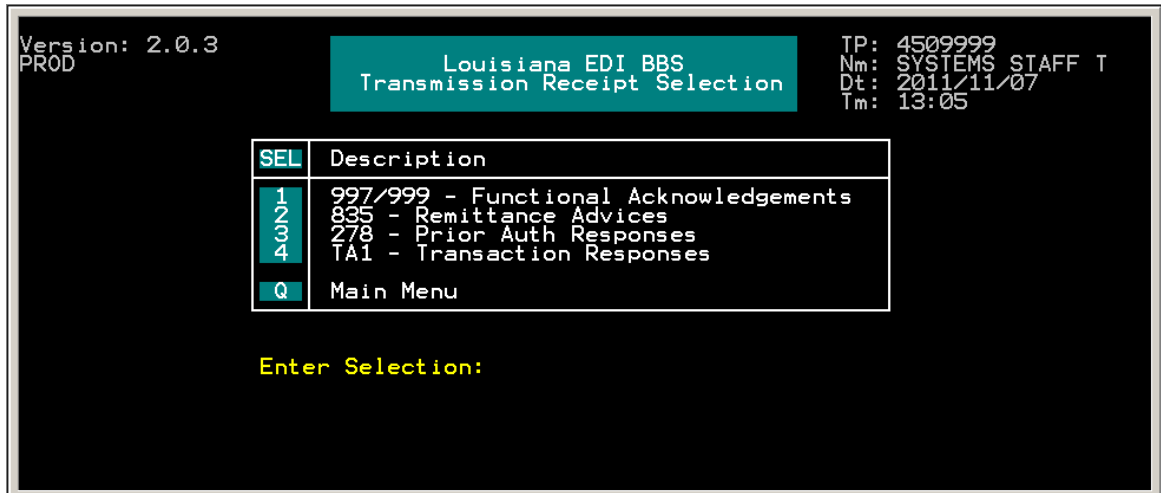 Version: 2.0.3
PROD
Louisiana EDI BBS
Transmission Receipt Selection
TP: 4509999
Nm: SYSTEMS STAFF T
Dt: 2011/11/07
Tm: 13:05
SEL Description
1 997/999 - Functional Acknowledgements
2 835 - Remittance Advices
3 278 - Prior Auth Responses
4 TA1 - Transaction Responses
Q Main Menu
Enter Selection: